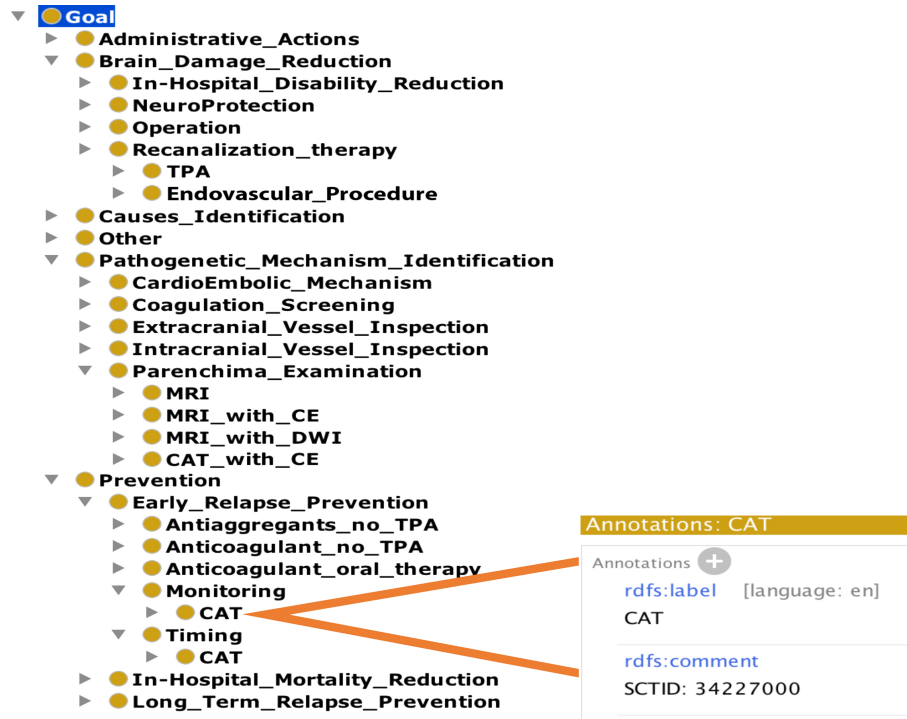 Goal
Administrative_Actions
Brain_Damage_Reduction
In-Hospital_Disability_Reduction
NeuroProtection
Operation
Recanalization_therapy
TPA
Endovascular_Procedure
Causes_Identification
Other
Pathogenetic_Mechanism_Identification
CardioEmbolic_Mechanism
Coagulation_Screening
Extracranial_Vessel_Inspection
Intracranial_Vessel_Inspection
Parenchima_Examination
MRI
MRI_with_CE
MRI_with_DWI
CAT_with_CE
Prevention
Early_Relapse_Prevention
Antiaggregants_no_TPA
Anticoagulant_no_TPA
Anticoagulant_oral_therapy
Monitoring
CAT
Timing
CAT
In-Hospital_Mortality_Reduction
Long_Term_Relapse_Prevention
Annotations: CAT
Annotations
rdfs:label [language: en]
CAT
rdfs:comment
SCTID: 34227000